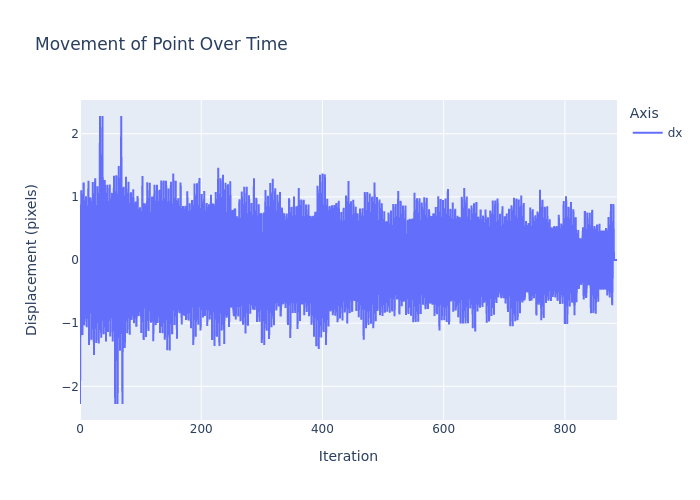 Movement of Point Over Time
Axis
dx
Displacement (pixels)
2
1
0
−1
−2
0 200 400 600 800
Iteration